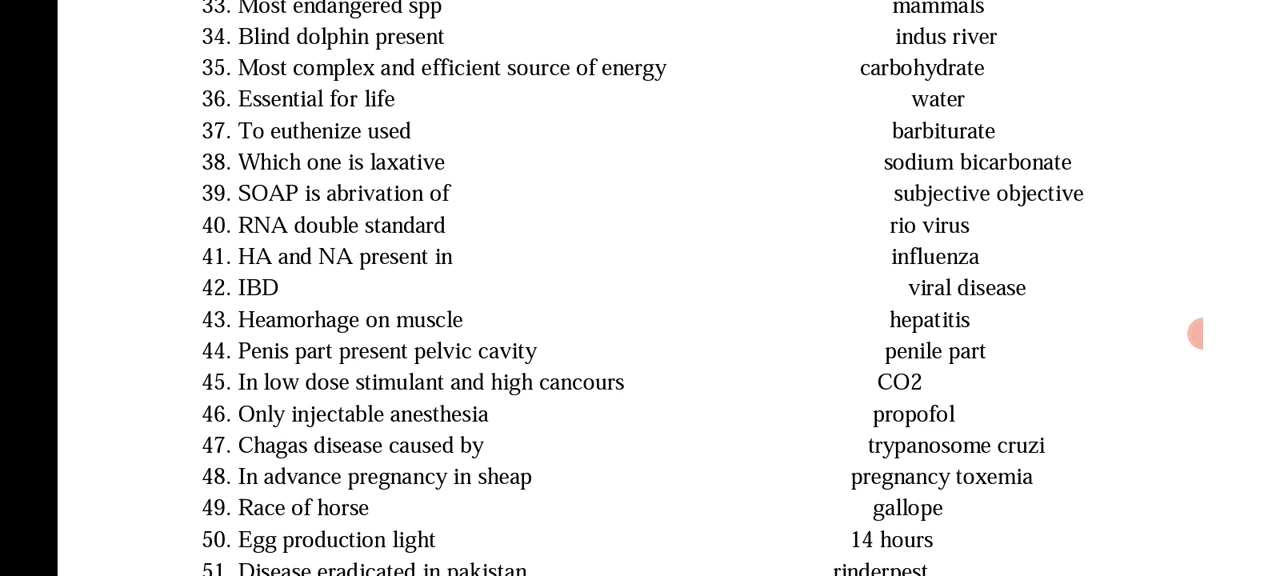 33. Most endangered spp mammals
34. Blind dolphin present indus river
35. Most complex and efficient source of energy carbohydrate
36. Essential for life water
37. To euthenize used barbiturate
38. Which one is laxative sodium bicarbonate
39. SOAP is abrivation of subjective objective
40. RNA double standard rio virus
41. HA and NA present in influenza
42. IBD viral disease
43. Heamorhage on muscle hepatitis
44. Penis part present pelvic cavity penile part
45. In low dose stimulant and high cancours CO2
46. Only injectable anesthesia propofol
47. Chagas disease caused by trypanosome cruzi
48. In advance pregnancy in sheap pregnancy toxemia
49. Race of horse gallope
50. Egg production light 14 hours
51. Disease eradicated in pakistan rinderpest